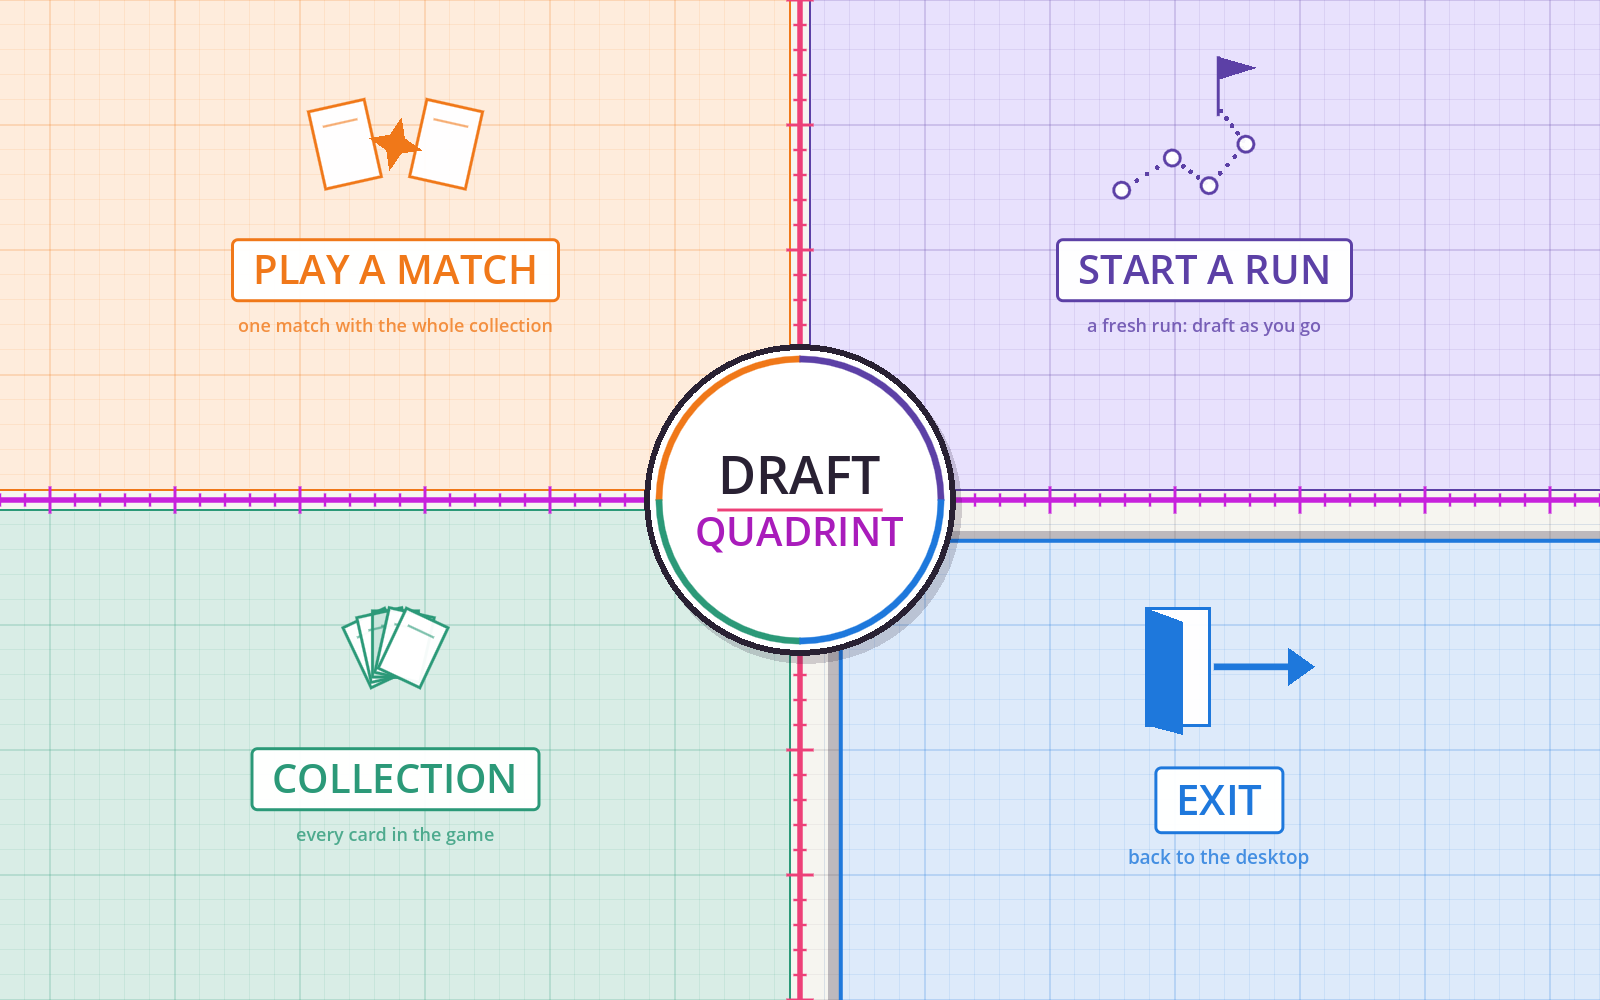 PLAY A MATCH
one match with the whole collection
START A RUN
a fresh run: draft as you go
DRAFT
QUADRINT
COLLECTION
every card in the game
EXIT
back to the desktop